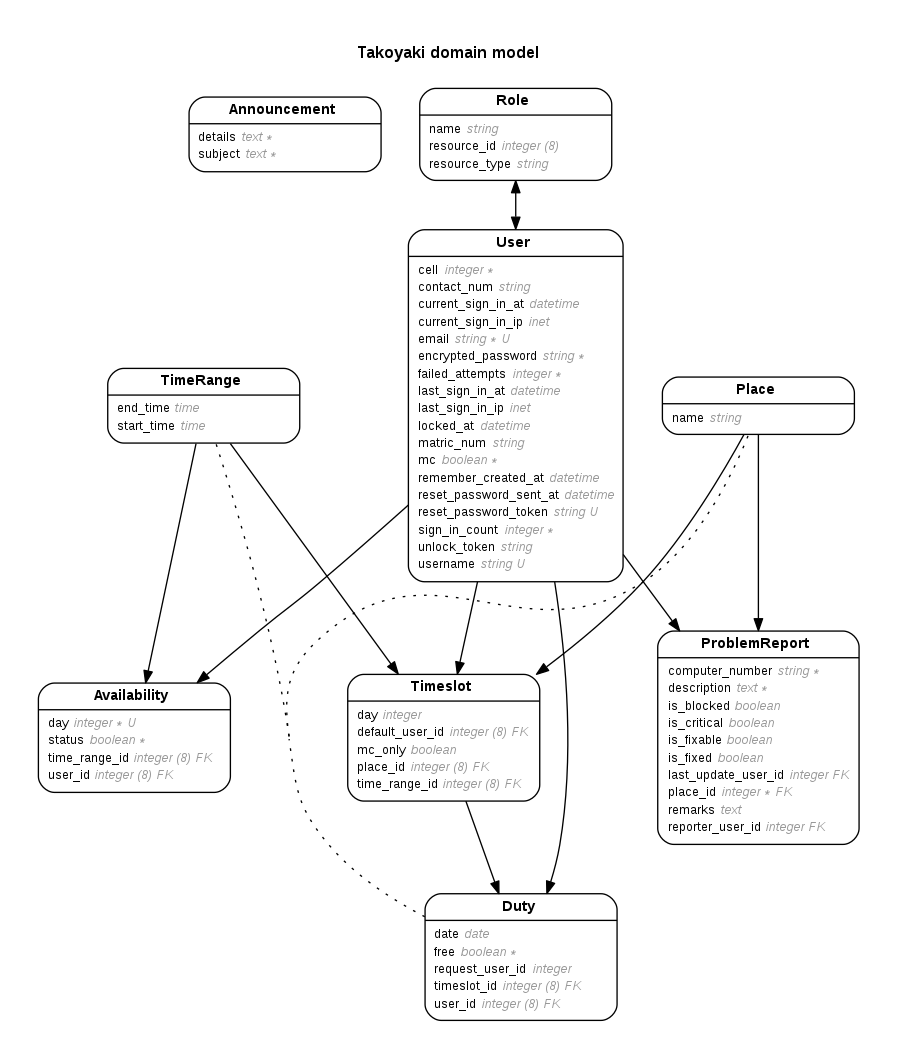 Takoyaki domain model
Announcement
details text *
subject text *
Role
name string
resource_id integer (8)
resource_type string
User
cell integer *
contact_num string
current_sign_in_at datetime
current_sign_in_ip inet
email string * U
encrypted_password string *
failed_attempts integer *
last_sign_in_at datetime
last_sign_in_ip inet
locked_at datetime
matric_num string
mc boolean *
remember_created_at datetime
reset_password_sent_at datetime
reset_password_token string U
sign_in_count integer *
unlock_token string
username string U
TimeRange
end_time time
start_time time
Place
name string
Availability
day integer * U
status boolean *
time_range_id integer (8) FK
user_id integer (8) FK
Timeslot
day integer
default_user_id integer (8) FK
mc_only boolean
place_id integer (8) FK
time_range_id integer (8) FK
ProblemReport
computer_number string *
description text *
is_blocked boolean
is_critical boolean
is_fixable boolean
is_fixed boolean
last_update_user_id integer FK
place_id integer * FK
remarks text
reporter_user_id integer FK
Duty
date date
free boolean *
request_user_id integer
timeslot_id integer (8) FK
user_id integer (8) FK